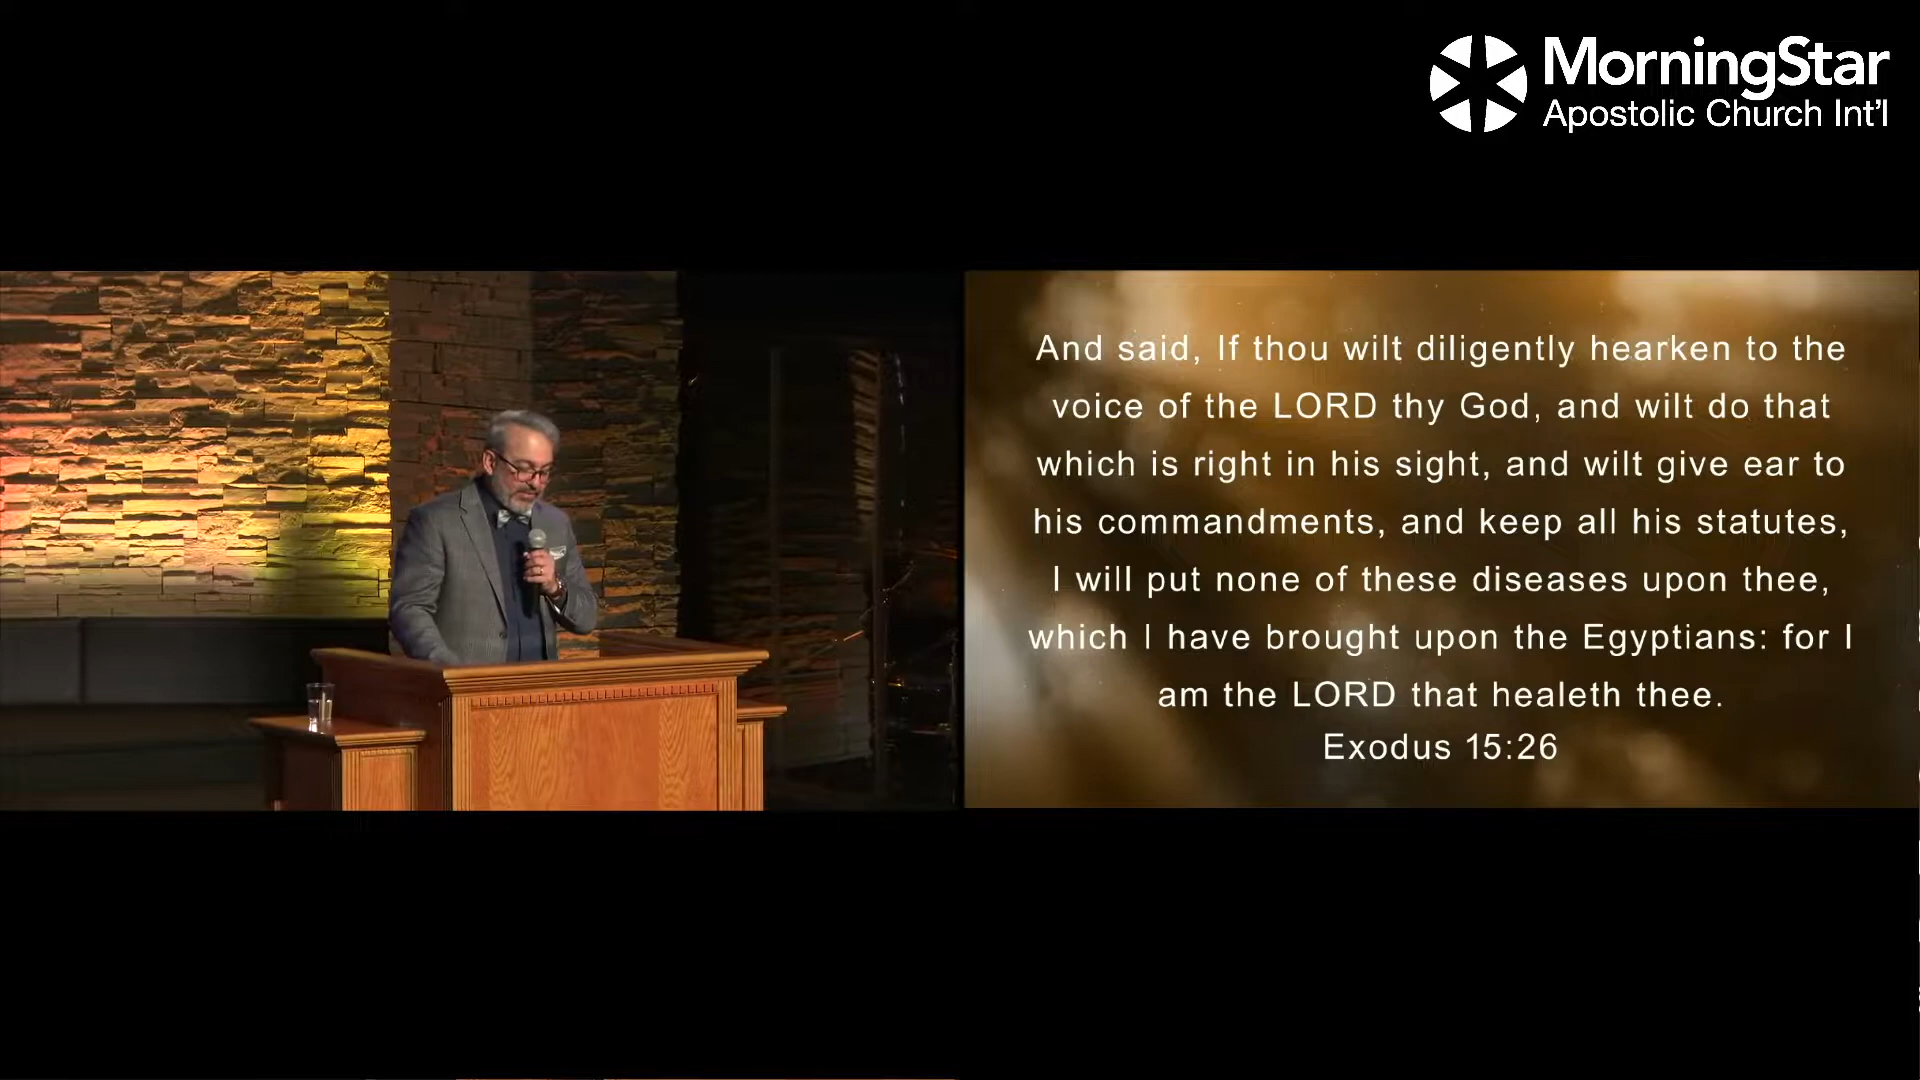 MorningStar
Apostolic Church Int'l
And said, If thou wilt diligently hearken to the
voice of the LORD thy God, and wilt do that
which is right in his sight, and wilt give ear to
his commandments, and keep all his statutes,
I will put none of these diseases upon thee,
which I have brought upon the Egyptians: for I
am the LORD that healeth thee.
Exodus 15:26